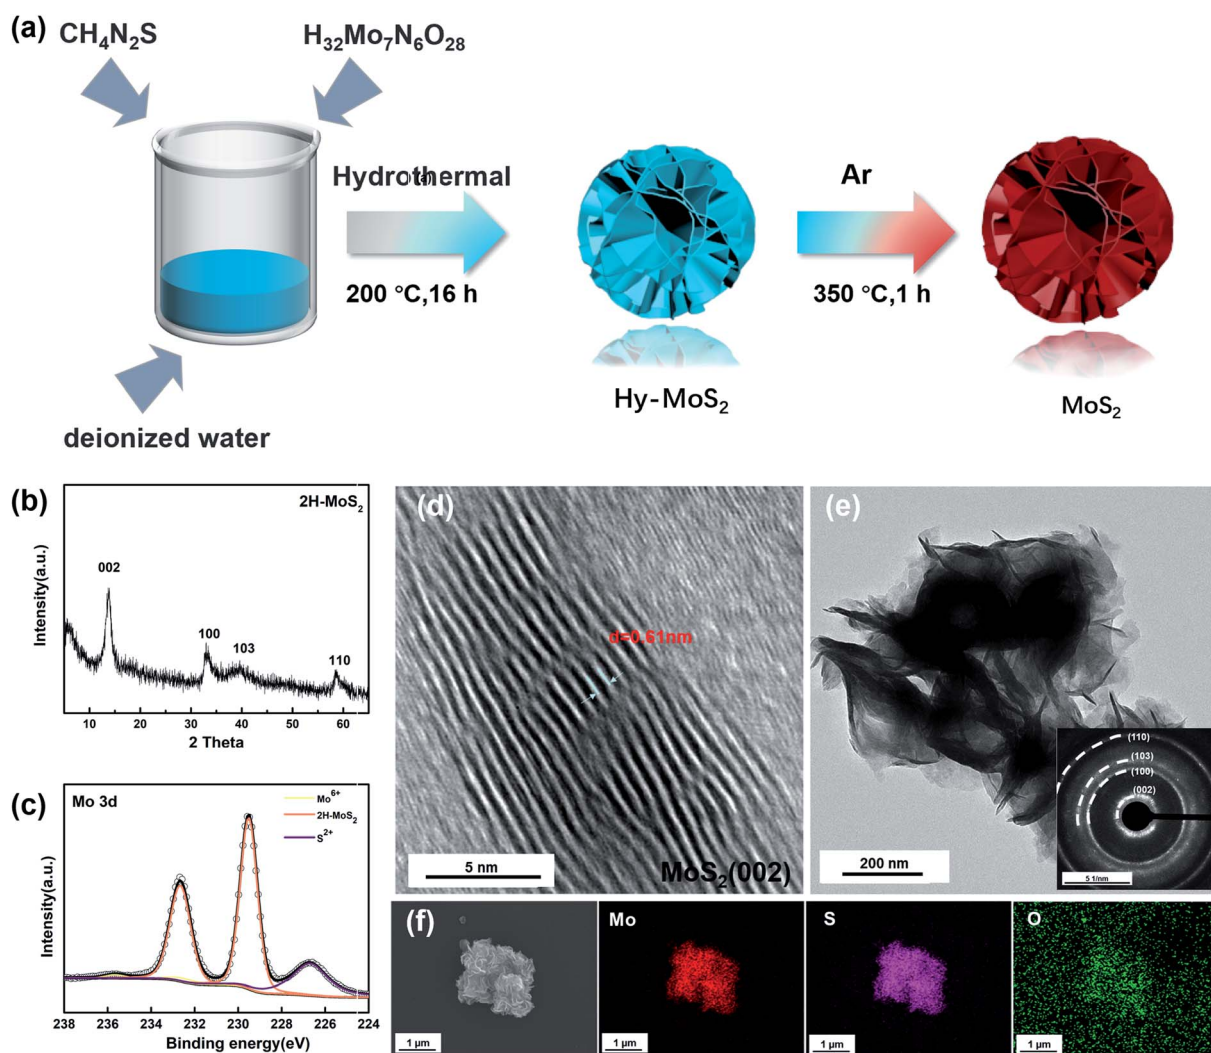 (a)
CH₄N₂S
H₃₂Mo₇N₆O₂₈
Hydrothermal
200 °C,16 h
Ar
350 °C,1 h
Hy-MoS₂
MoS₂
deionized water
(b)
2H-MoS₂
002
100
103
110
Intensity(a.u.)
10 20 30 40 50 60
2 Theta
(c)
Mo 3d
Mo⁶⁺
2H-MoS₂
S²⁺
Intensity(a.u.)
238 236 234 232 230 228 226 224
Binding energy(eV)
(d)
d=0.61nm
5 nm
MoS₂(002)
(e)
(110)
(103)
(100)
(002)
200 nm
5 1/nm
(f)
Mo
S
O
1 μm
1 μm
1 μm
1 μm